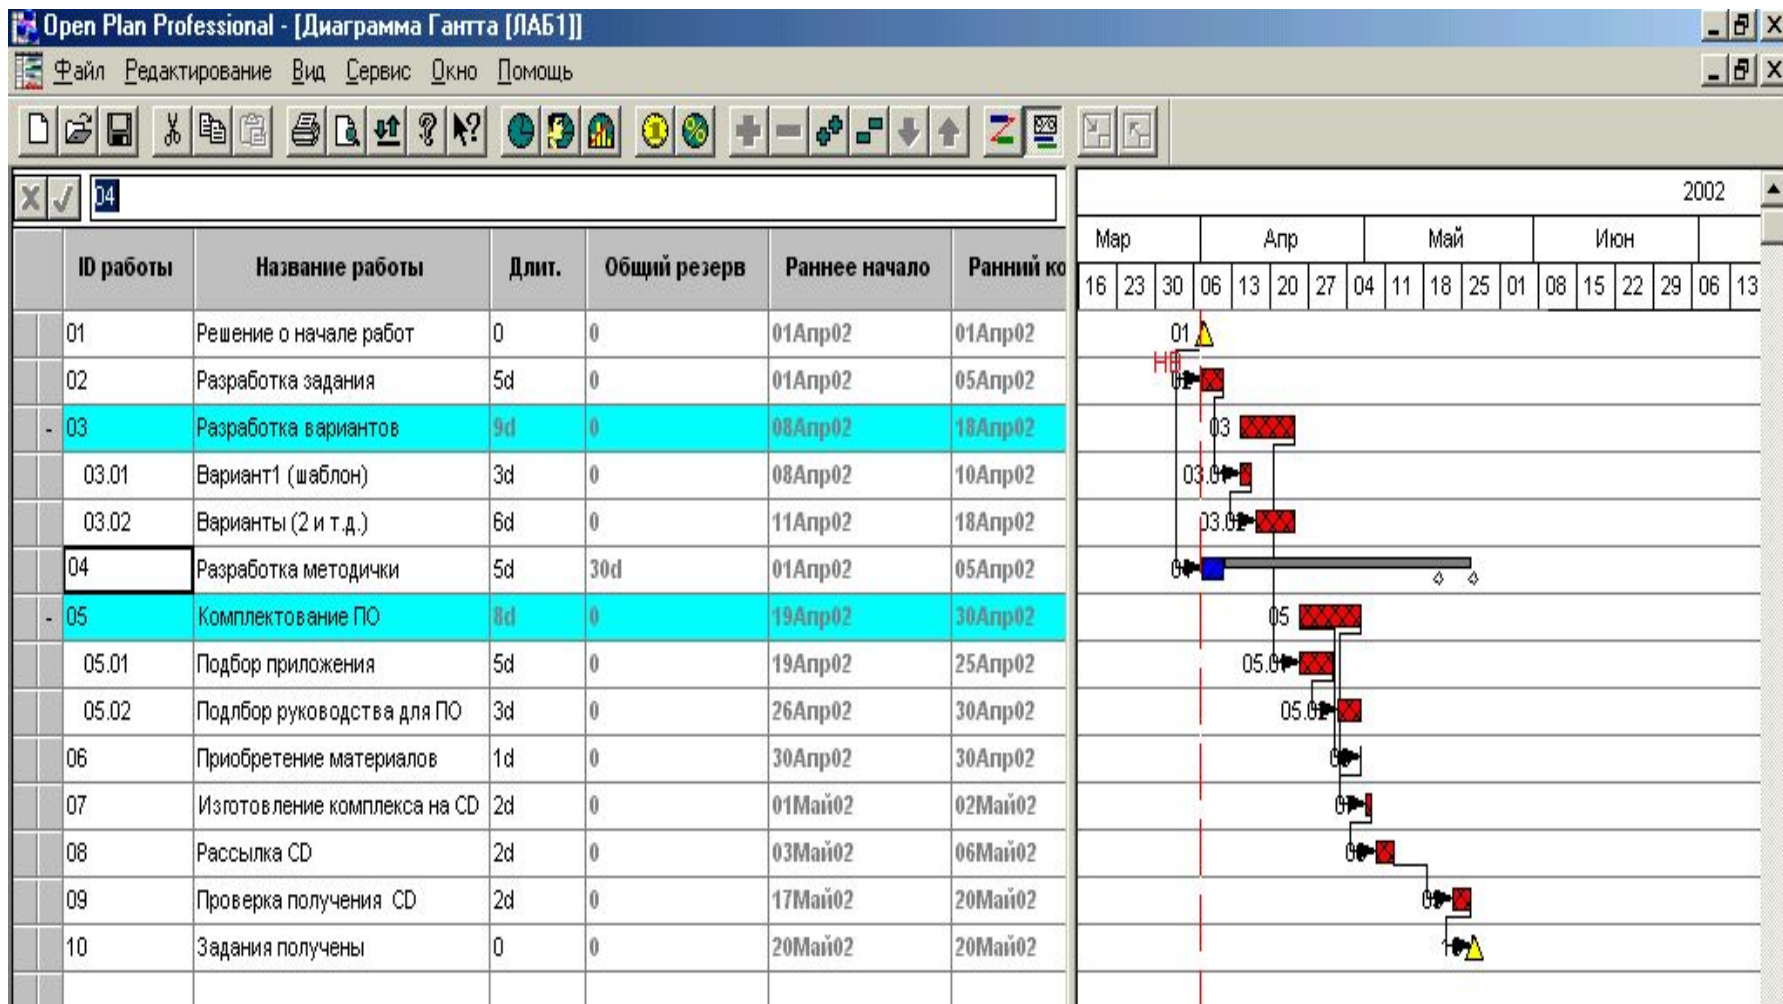 Open Plan Professional - [Диаграмма Гантта [ЛАБ1]]
Файл Редактирование Вид Сервис Окно Помощь
04
2002
Мар Апр Май Июн
16 23 30 06 13 20 27 04 11 18 25 01 08 15 22 29 06 13
ID работы Название работы Длит. Общий резерв Раннее начало Ранний ко
01 Решение о начале работ 0 0 01Апр02 01Апр02 01
02 Разработка задания 5d 0 01Апр02 05Апр02
- 03 Разработка вариантов 9d 0 08Апр02 18Апр02 03
03.01 Вариант1 (шаблон) 3d 0 08Апр02 10Апр02
03.02 Варианты (2 и т.д.) 6d 0 11Апр02 18Апр02
04 Разработка методички 5d 30d 01Апр02 05Апр02
- 05 Комплектование ПО 8d 0 19Апр02 30Апр02 05
05.01 Подбор приложения 5d 0 19Апр02 25Апр02
05.02 Подлбор руководства для ПО 3d 0 26Апр02 30Апр02
06 Приобретение материалов 1d 0 30Апр02 30Апр02
07 Изготовление комплекса на CD 2d 0 01Май02 02Май02
08 Рассылка CD 2d 0 03Май02 06Май02
09 Проверка получения CD 2d 0 17Май02 20Май02
10 Задания получены 0 0 20Май02 20Май02